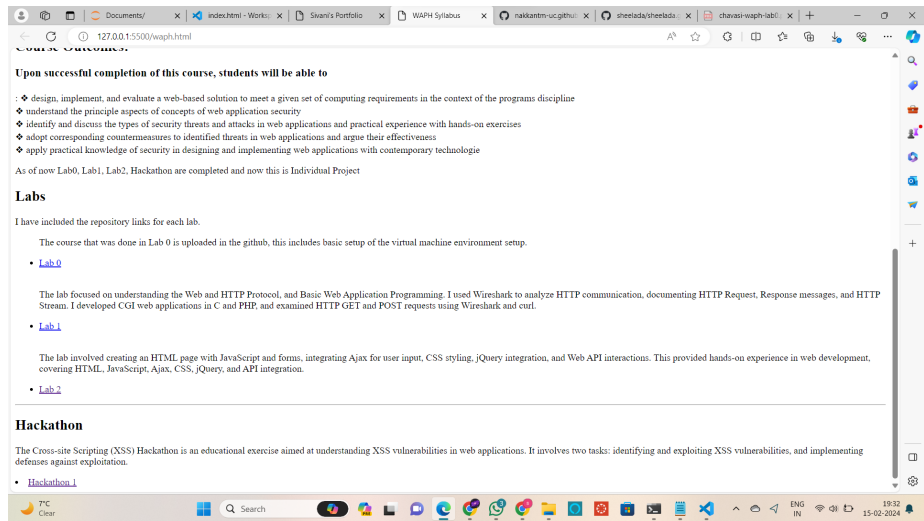 Documents/
index.html - Worksp
Sivani's Portfolio
WAPH Syllabus
nakkantm-uc.github
sheelada/sheelada.g
chavasi-waph-lab0.
127.0.0.1:5500/waph.html
Course Outcomes:
Upon successful completion of this course, students will be able to
: ❖ design, implement, and evaluate a web-based solution to meet a given set of computing requirements in the context of the programs discipline
❖ understand the principle aspects of concepts of web application security
❖ identify and discuss the types of security threats and attacks in web applications and practical experience with hands-on exercises
❖ adopt corresponding countermeasures to identified threats in web applications and argue their effectiveness
❖ apply practical knowledge of security in designing and implementing web applications with contemporary technologie
As of now Lab0, Lab1, Lab2, Hackathon are completed and now this is Individual Project
Labs
I have included the repository links for each lab.
The course that was done in Lab 0 is uploaded in the github, this includes basic setup of the virtual machine environment setup.
• Lab 0
The lab focused on understanding the Web and HTTP Protocol, and Basic Web Application Programming. I used Wireshark to analyze HTTP communication, documenting HTTP Request, Response messages, and HTTP
Stream. I developed CGI web applications in C and PHP, and examined HTTP GET and POST requests using Wireshark and curl.
• Lab 1
The lab involved creating an HTML page with JavaScript and forms, integrating Ajax for user input, CSS styling, jQuery integration, and Web API interactions. This provided hands-on experience in web development,
covering HTML, JavaScript, Ajax, CSS, jQuery, and API integration.
• Lab 2
Hackathon
The Cross-site Scripting (XSS) Hackathon is an educational exercise aimed at understanding XSS vulnerabilities in web applications. It involves two tasks: identifying and exploiting XSS vulnerabilities, and implementing
defenses against exploitation.
• Hackathon 1
7°C
Clear
Search
ENG
IN
19:32
15-02-2024